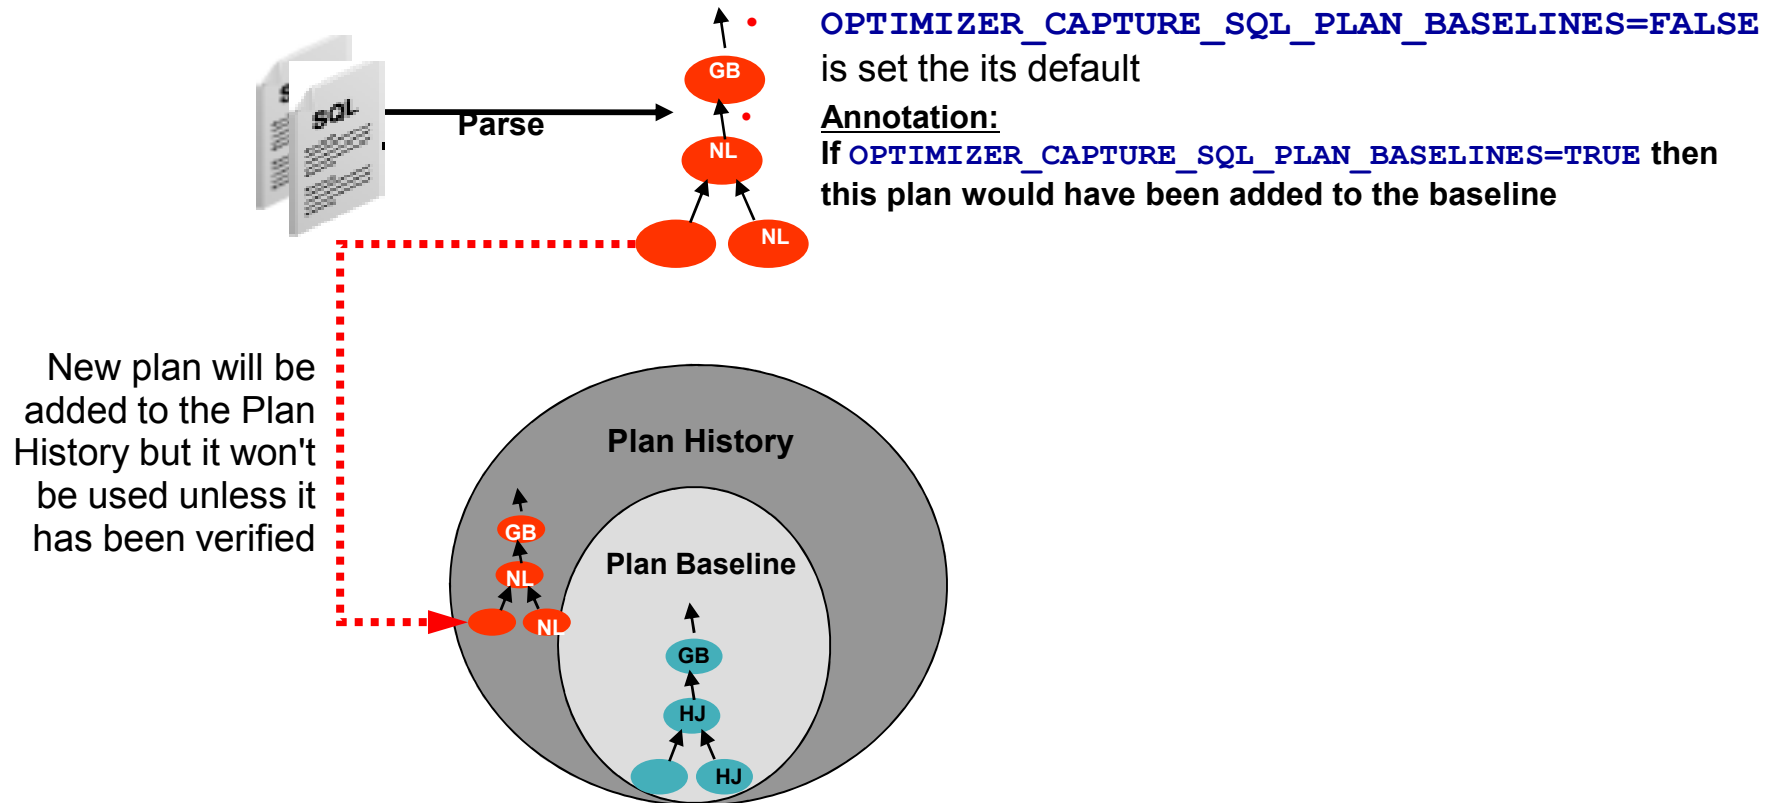 OPTIMIZER_CAPTURE_SQL_PLAN_BASELINES=FALSE
is set the its default
Annotation:
If OPTIMIZER_CAPTURE_SQL_PLAN_BASELINES=TRUE then
this plan would have been added to the baseline
SQL
Parse
GB
NL
NL
New plan will be
added to the Plan
History but it won't
be used unless it
has been verified
Plan History
GB
NL
NL
Plan Baseline
GB
HJ
HJ